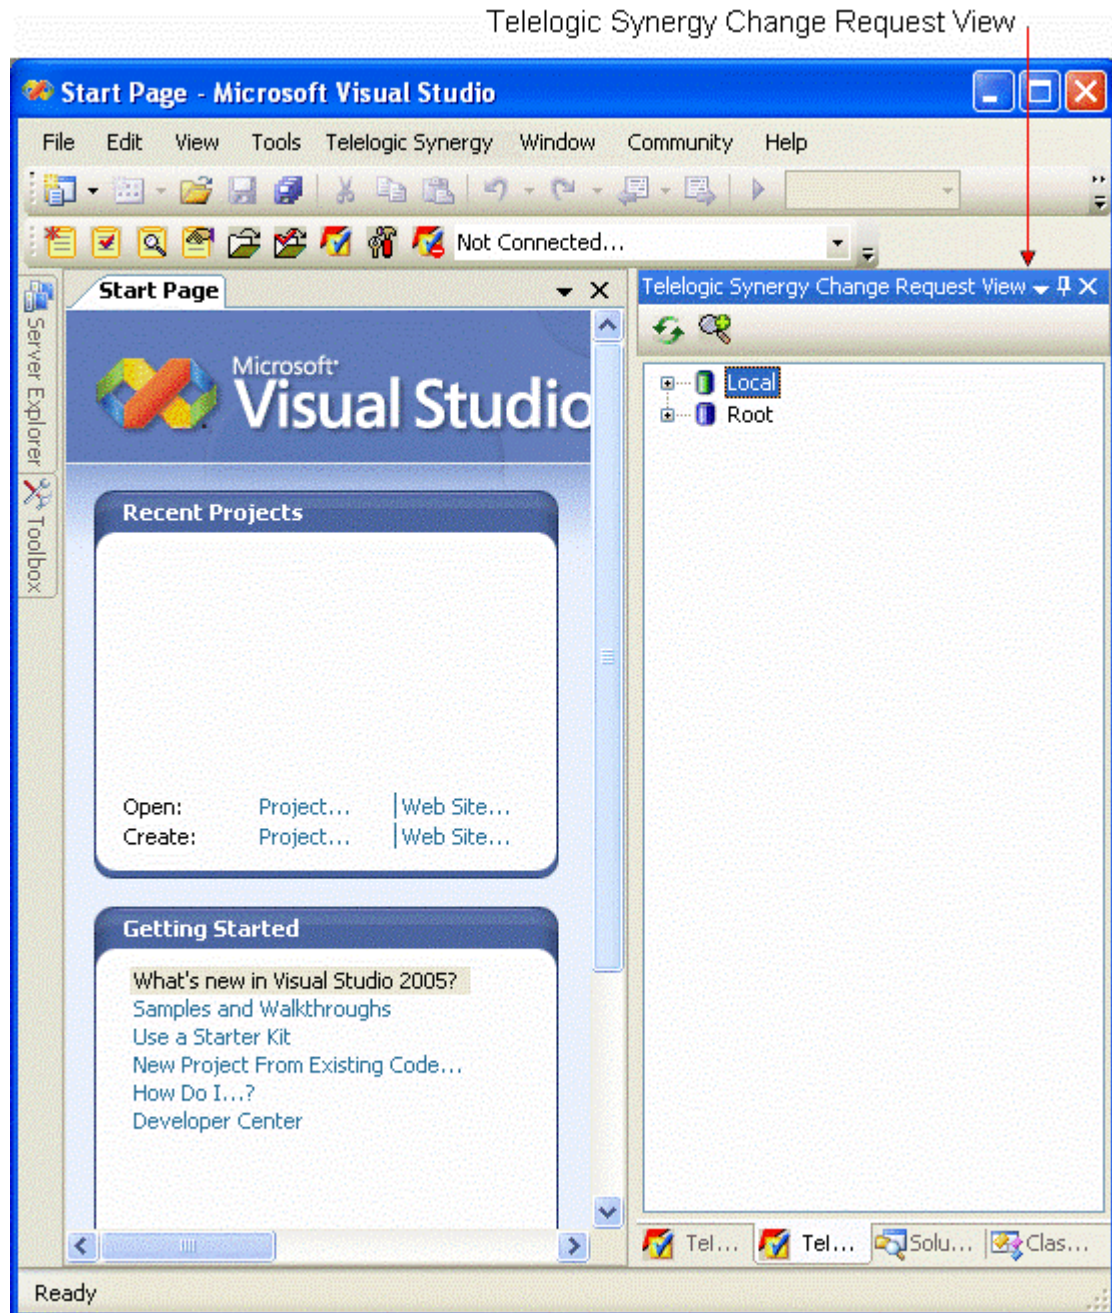 Telelogic Synergy Change Request View
Start Page - Microsoft Visual Studio
File Edit View Tools Telelogic Synergy Window Community Help
Not Connected...
Server Explorer
Toolbox
Start Page
Microsoft
Visual Studio
Recent Projects
Open: Project... Web Site...
Create: Project... Web Site...
Getting Started
What's new in Visual Studio 2005?
Samples and Walkthroughs
Use a Starter Kit
New Project From Existing Code...
How Do I...?
Developer Center
Telelogic Synergy Change Request View
Local
Root
Tel... Tel... Solu... Clas...
Ready